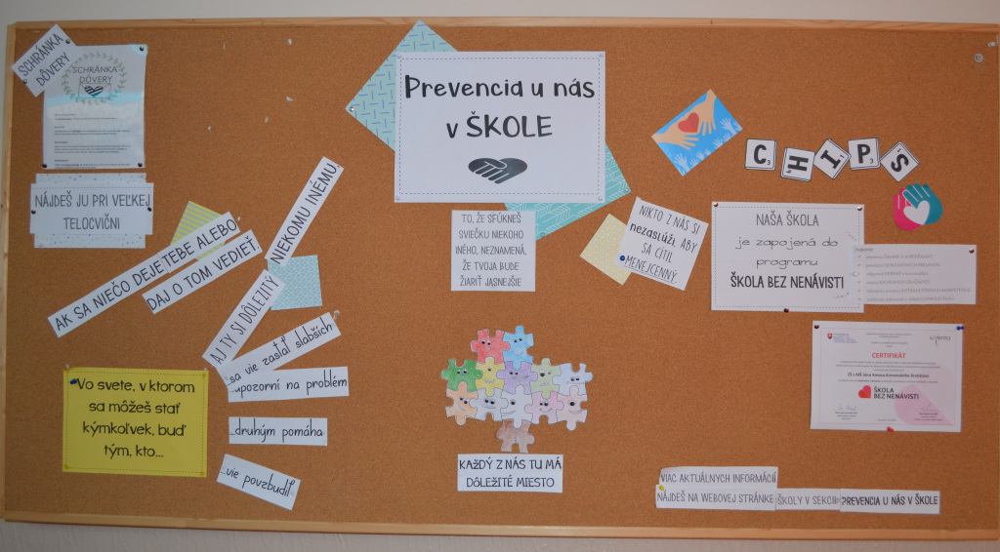 SCHRÁNKA
DÔVERY
SCHRÁNKA
DÔVERY
NÁJDEŠ JU PRI VEĽKEJ
TELOCVIČNI
AK SA NIEČO DEJE TEBE ALEBO
NIEKOMU INÉMU
DAJ O TOM VEDIEŤ
AJ TY SI DÔLEŽITÝ
Vo svete, v ktorom
sa môžeš stať
kýmkoľvek, buď
tým, kto...
...sa vie zastať slabších
...upozorní na problém
...druhým pomáha
...vie povzbudiť
Prevencia u nás
v ŠKOLE
TO, ŽE SFÚKNEŠ
SVIEČKU NIEKOHO
INÉHO, NEZNAMENÁ,
ŽE TVOJA BUDE
ŽIARIŤ JASNEJŠIE
NIKTO Z NÁS SI
nezaslúži, ABY
SA CÍTIL
MENEJCENNÝ.
KAŽDÝ Z NÁS TU MÁ
DÔLEŽITÉ MIESTO
CHIPS
NAŠA ŠKOLA
je zapojená do
programu
ŠKOLA BEZ NENÁVISTI
CERTIFIKÁT
ŠKOLA
BEZ NENÁVISTI
VIAC AKTUÁLNYCH INFORMÁCIÍ
NÁJDEŠ NA WEBOVEJ STRÁNKE ŠKOLY V SEKCII PREVENCIA U NÁS V ŠKOLE